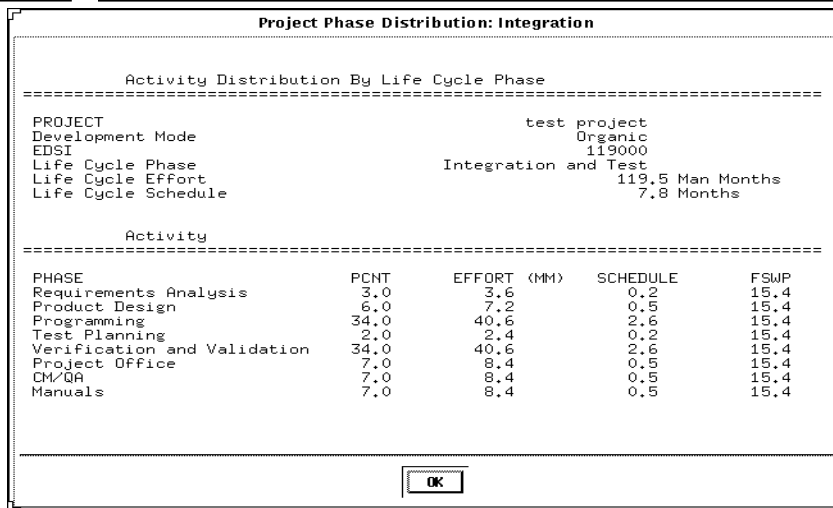 Project Phase Distribution: Integration
Activity Distribution By Life Cycle Phase
================================================================================
PROJECT test project
Development Mode Organic
EDSI 119000
Life Cycle Phase Integration and Test
Life Cycle Effort 119.5 Man Months
Life Cycle Schedule 7.8 Months
Activity
================================================================================
PHASE PCNT EFFORT (MM) SCHEDULE FSWP
Requirements Analysis 3.0 3.6 0.2 15.4
Product Design 6.0 7.2 0.5 15.4
Programming 34.0 40.6 2.6 15.4
Test Planning 2.0 2.4 0.2 15.4
Verification and Validation 34.0 40.6 2.6 15.4
Project Office 7.0 8.4 0.5 15.4
CM/QA 7.0 8.4 0.5 15.4
Manuals 7.0 8.4 0.5 15.4
OK